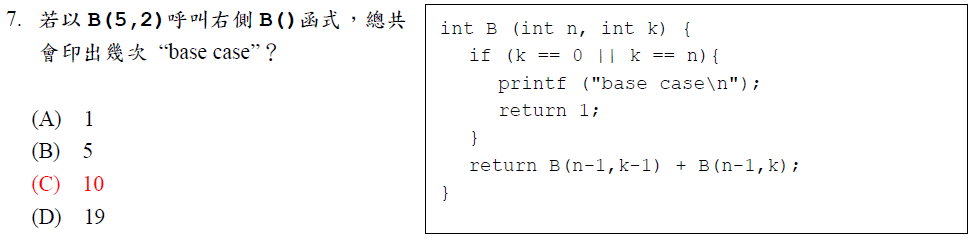 7. 若以 B(5,2)呼叫右側 B()函式，總共
會印出幾次 “base case”？
(A) 1
(B) 5
(C) 10
(D) 19
int B (int n, int k) {
if (k == 0 || k == n){
printf ("base case\n");
return 1;
}
return B(n-1,k-1) + B(n-1,k);
}